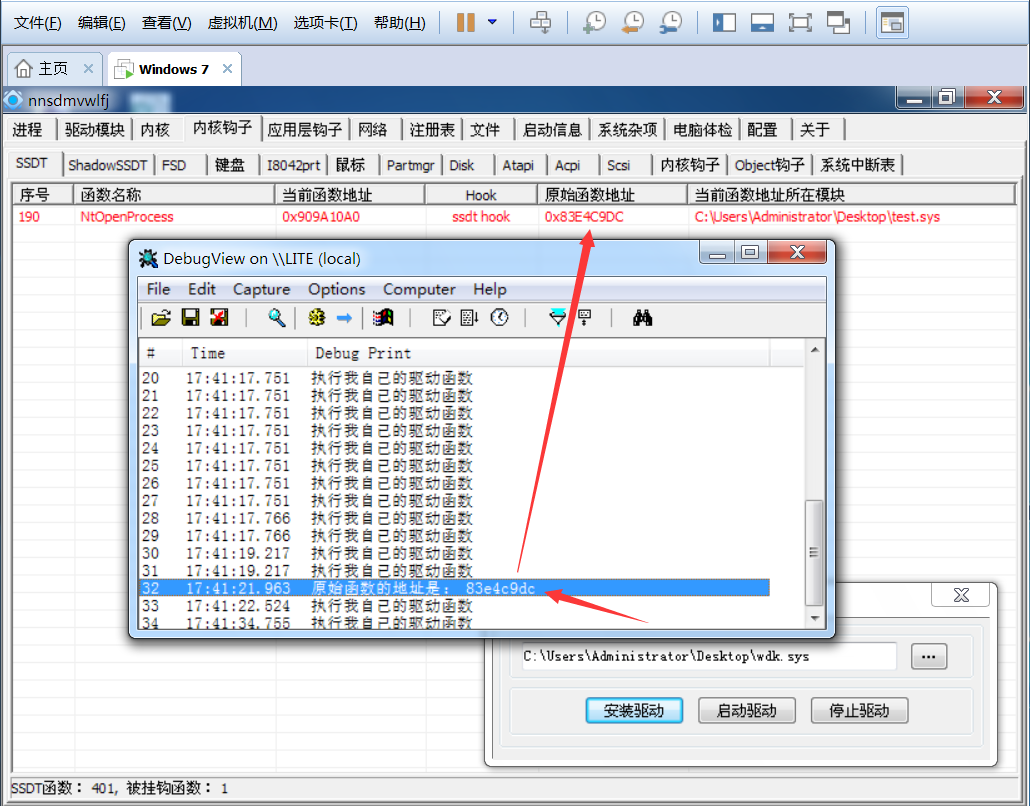 文件(F) 编辑(E) 查看(V) 虚拟机(M) 选项卡(T) 帮助(H)
主页 Windows 7
nnsdmvwlfj
进程 驱动模块 内核 内核钩子 应用层钩子 网络 注册表 文件 启动信息 系统杂项 电脑体检 配置 关于
SSDT ShadowSSDT FSD 键盘 I8042prt 鼠标 Partmgr Disk Atapi Acpi Scsi 内核钩子 Object钩子 系统中断表
序号 函数名称 当前函数地址 Hook 原始函数地址 当前函数地址所在模块
190 NtOpenProcess 0x909A10A0 ssdt hook 0x83E4C9DC C:\Users\Administrator\Desktop\test.sys
DebugView on \\LITE (local)
File Edit Capture Options Computer Help
# Time Debug Print
20 17:41:17.751 执行我自已的驱动函数
21 17:41:17.751 执行我自已的驱动函数
22 17:41:17.751 执行我自已的驱动函数
23 17:41:17.751 执行我自已的驱动函数
24 17:41:17.751 执行我自已的驱动函数
25 17:41:17.751 执行我自已的驱动函数
26 17:41:17.751 执行我自已的驱动函数
27 17:41:17.751 执行我自已的驱动函数
28 17:41:17.766 执行我自已的驱动函数
29 17:41:17.766 执行我自已的驱动函数
30 17:41:19.217 执行我自已的驱动函数
31 17:41:19.217 执行我自已的驱动函数
32 17:41:21.963 原始函数的地址是: 83e4c9dc
33 17:41:22.524 执行我自已的驱动函数
34 17:41:34.755 执行我自已的驱动函数
C:\Users\Administrator\Desktop\wdk.sys ...
安装驱动 启动驱动 停止驱动
SSDT函数: 401, 被挂钩函数: 1